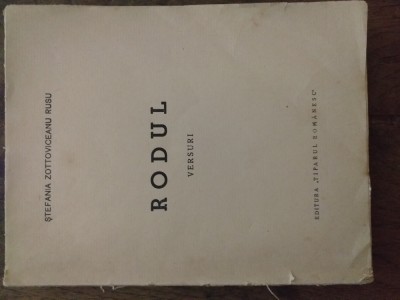 ȘTEFANIA ZOTTOVICEANU RUSU
RODUL
VERSURI
EDITURA „TIPARUL ROMÂNESC"